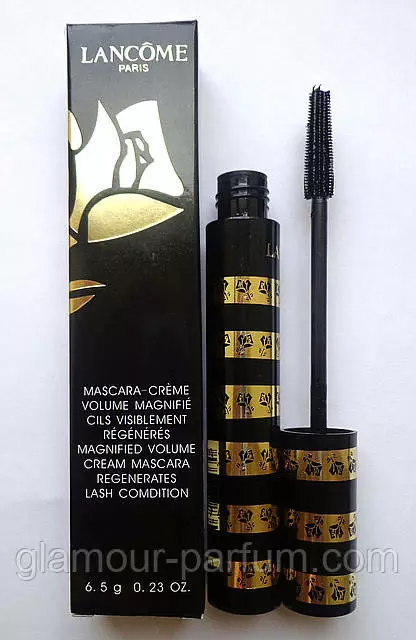 LANCÔME
PARIS
MASCARA-CRÈME
VOLUME MAGNIFIÉ
CILS VISIBLEMENT
RÉGÉNÉRÉS
MAGNIFIED VOLUME
CREAM MASCARA
REGENERATES
LASH COMDITION
6.5 g 0.23 OZ.
glamour-parfum.com.ua